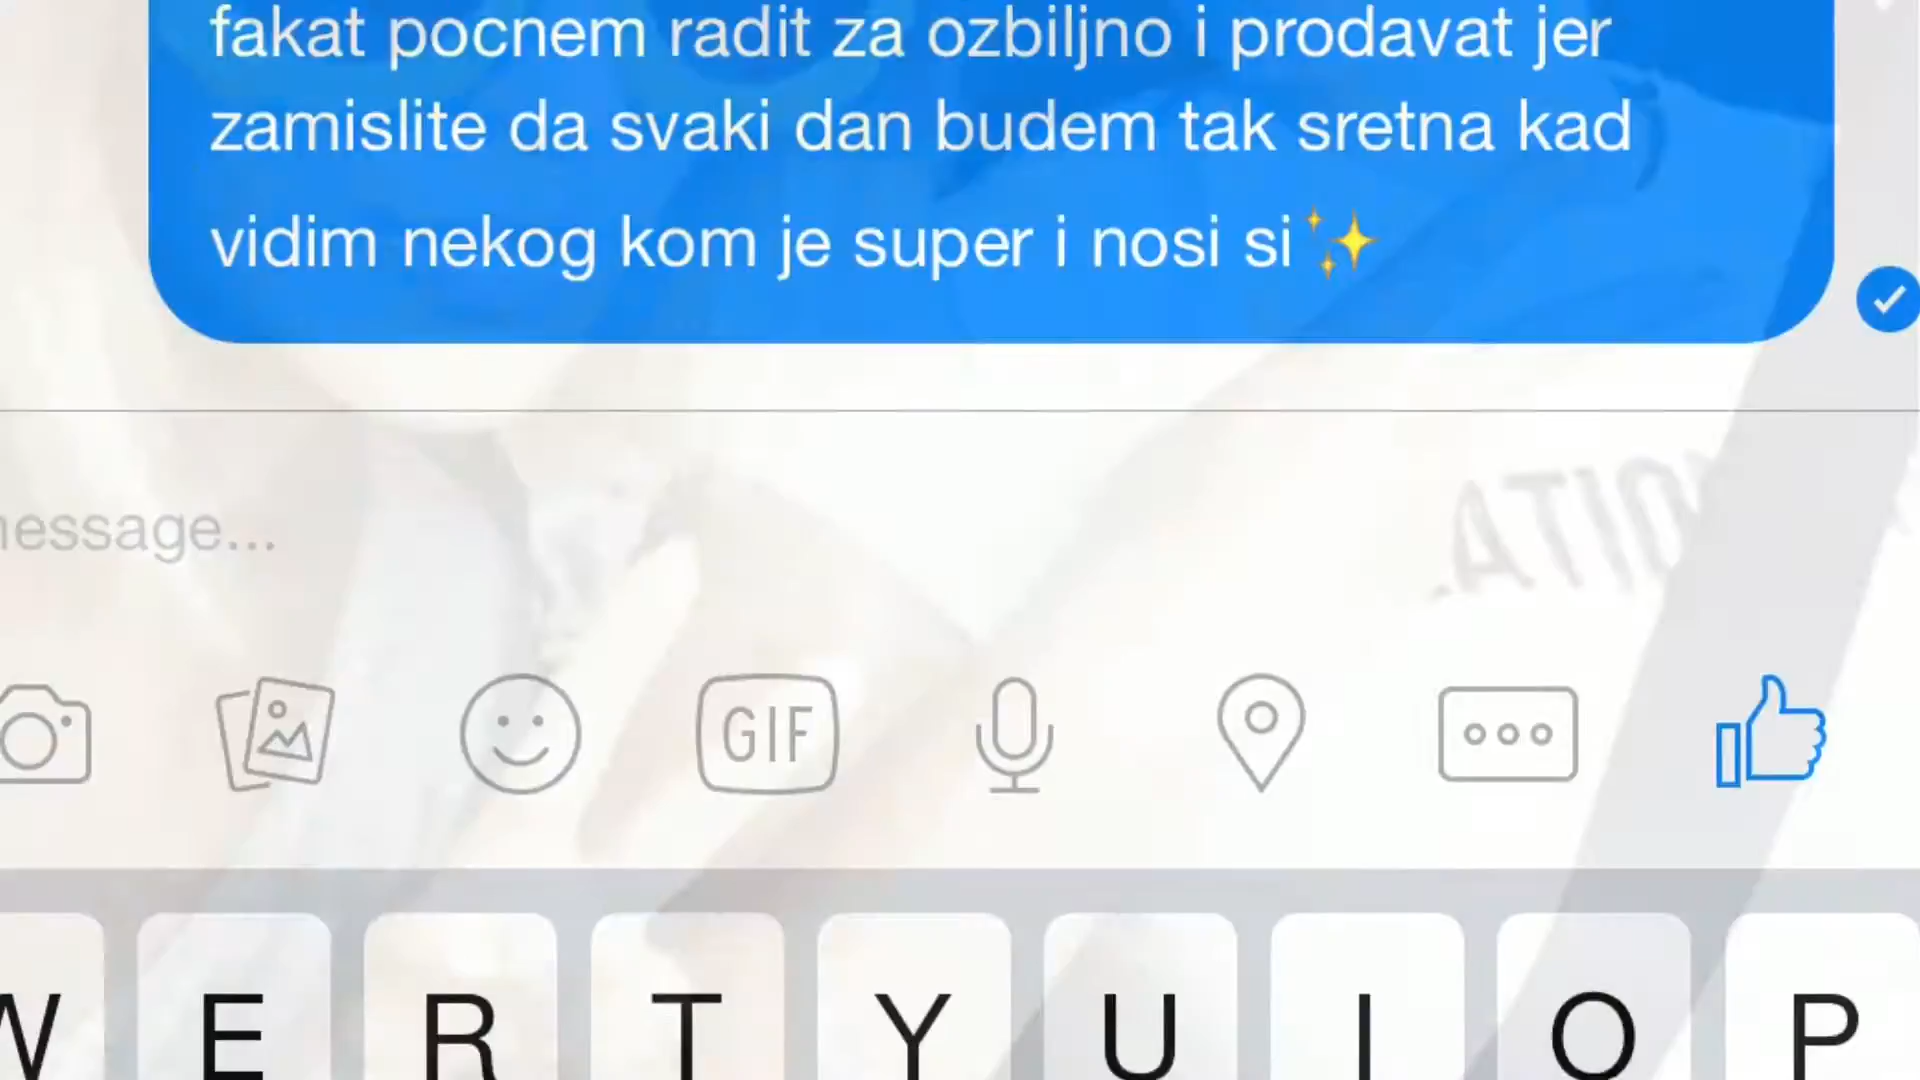 fakat pocnem radit za ozbiljno i prodavat jer
zamislite da svaki dan budem tak sretna kad
vidim nekog kom je super i nosi si✨
message...
GIF
W E R T Y U I O P